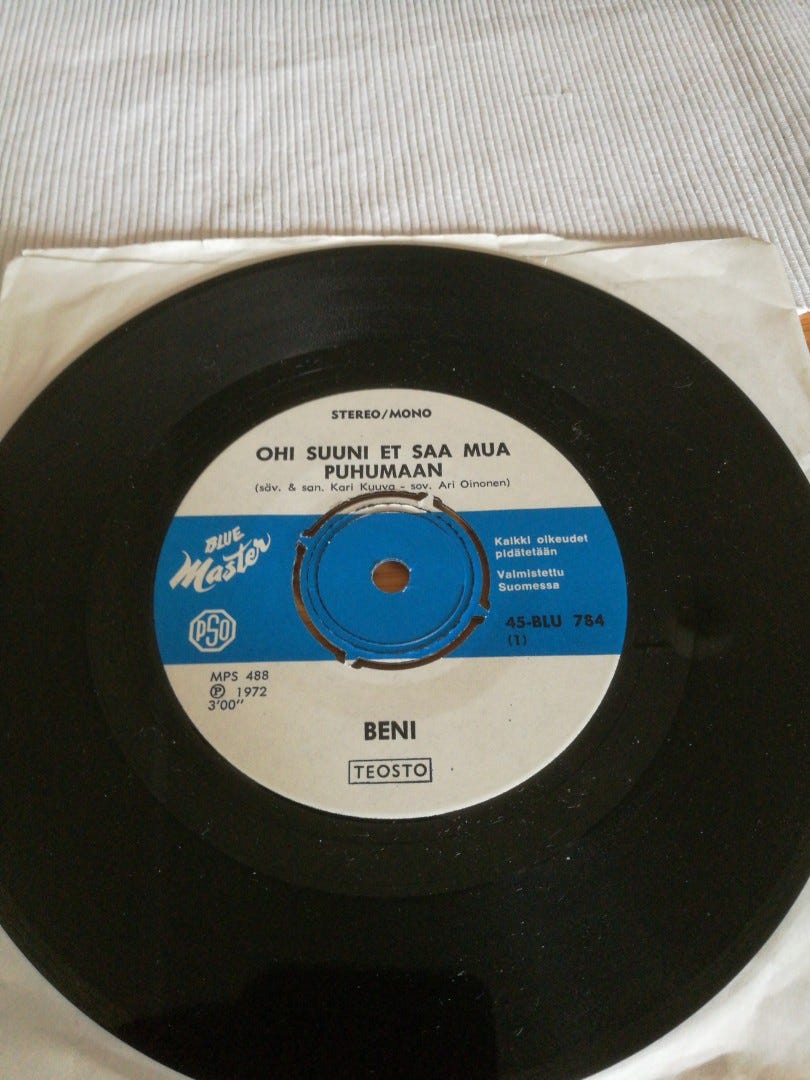 STEREO/MONO
OHI SUUNI ET SAA MUA
PUHUMAAN
(säv. & san. Kari Kuuva - sov. Ari Oinonen)
BLUE
Master
PSO
Kaikki oikeudet
pidätetään
Valmistettu
Suomessa
45-BLU 784
(1)
MPS 488
Ⓟ 1972
3'00"
BENI
TEOSTO